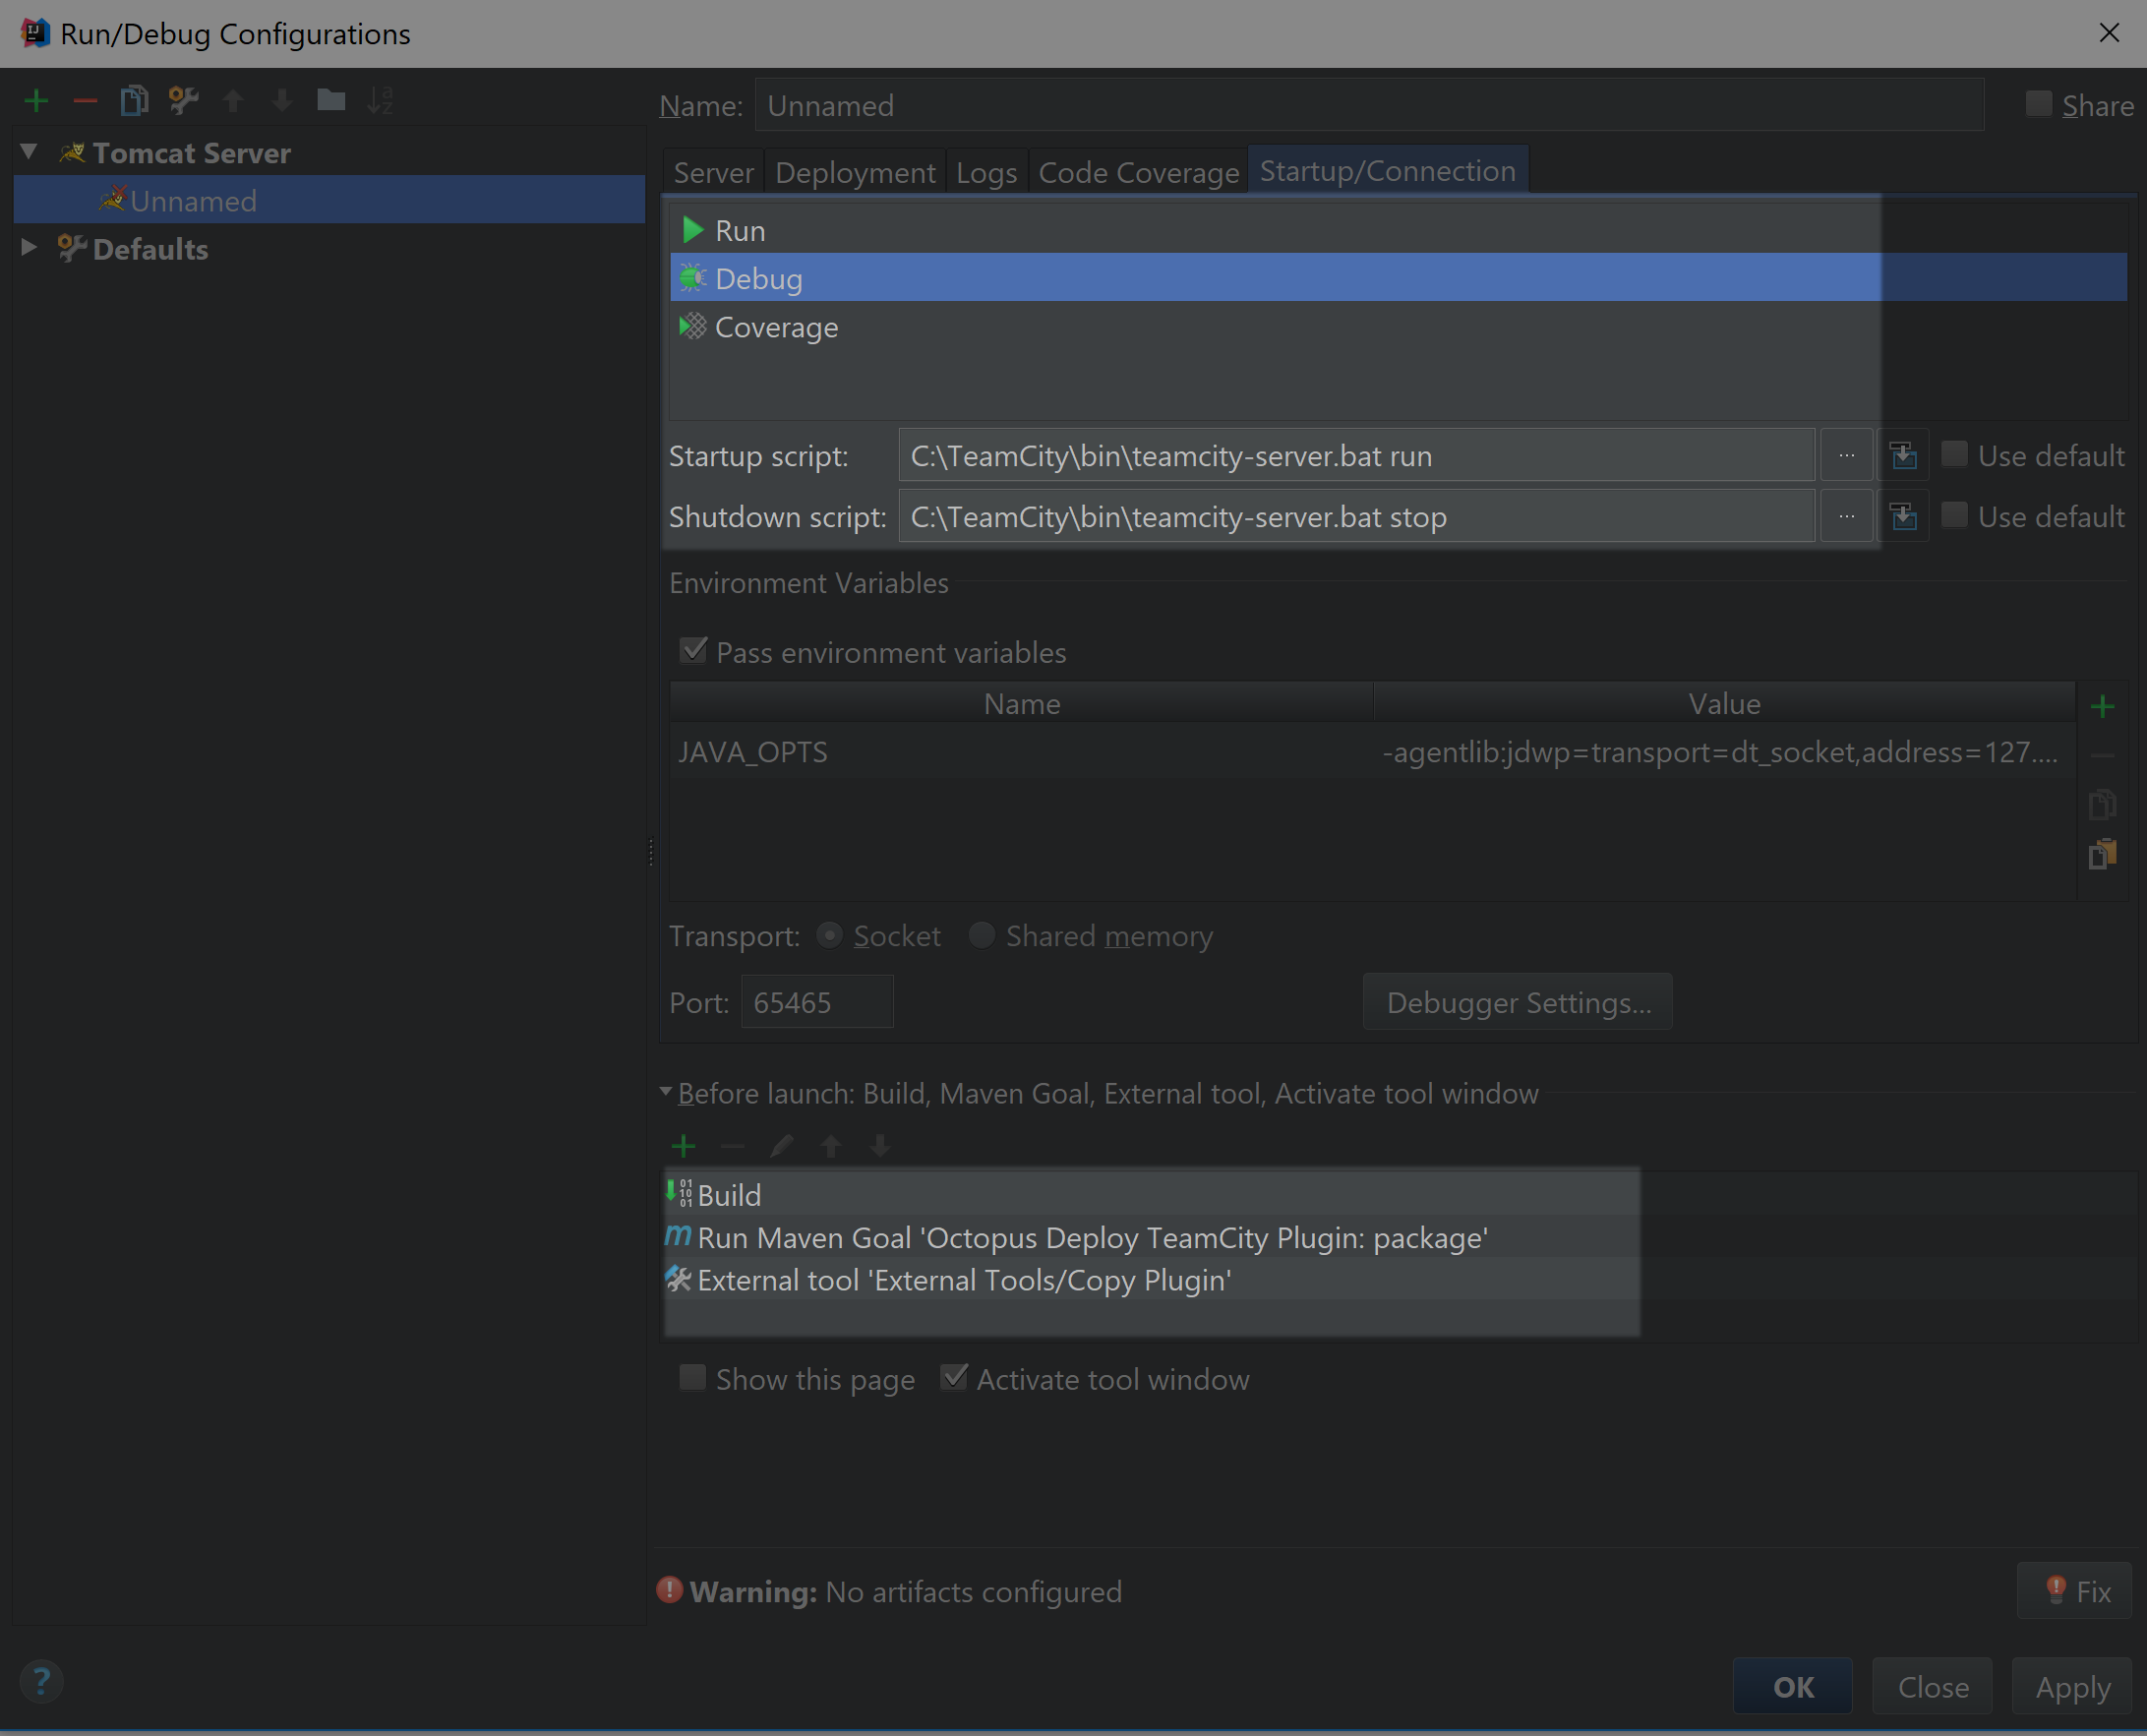 Run/Debug Configurations
Name: Unnamed Share
Tomcat Server
Unnamed
Defaults
Server Deployment Logs Code Coverage Startup/Connection
Run
Debug
Coverage
Startup script: C:\TeamCity\bin\teamcity-server.bat run ... Use default
Shutdown script: C:\TeamCity\bin\teamcity-server.bat stop ... Use default
Environment Variables
Pass environment variables
Name Value
JAVA_OPTS -agentlib:jdwp=transport=dt_socket,address=127....
Transport: Socket Shared memory
Port: 65465 Debugger Settings...
Before launch: Build, Maven Goal, External tool, Activate tool window
Build
Run Maven Goal 'Octopus Deploy TeamCity Plugin: package'
External tool 'External Tools/Copy Plugin'
Show this page Activate tool window
Warning: No artifacts configured Fix
? OK Close Apply